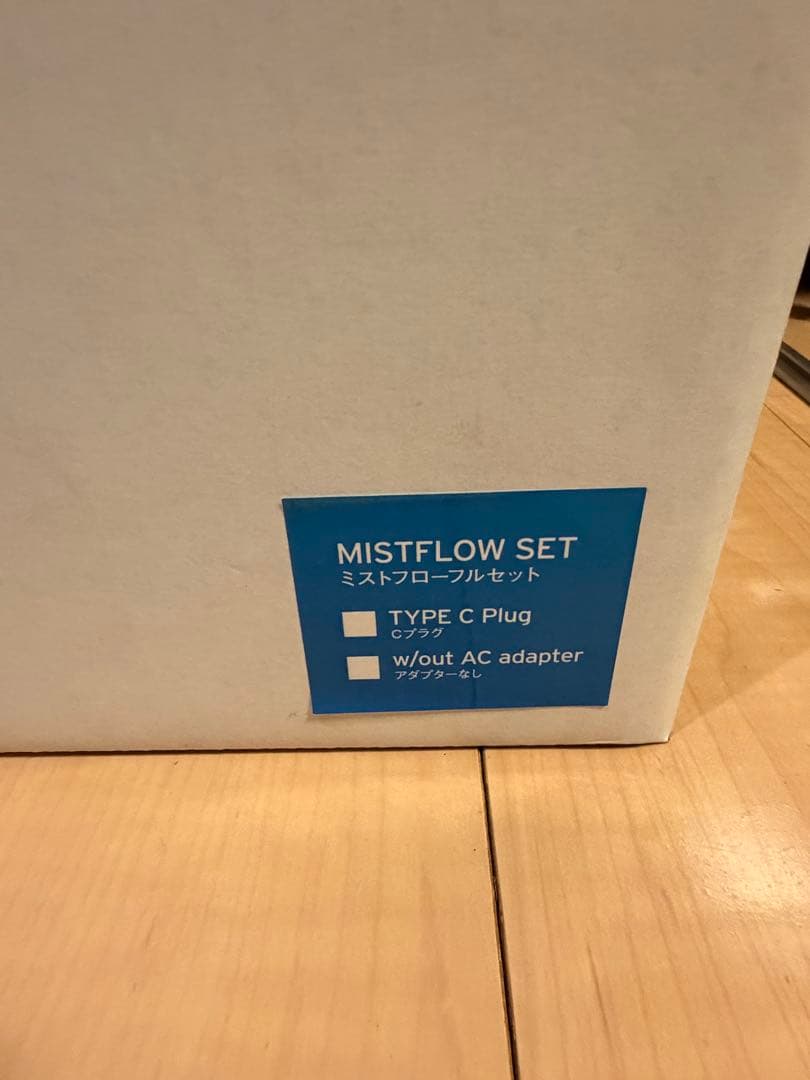 MISTFLOW SET
ミストフローフルセット
TYPE C Plug
Cプラグ
w/out AC adapter
アダプターなし